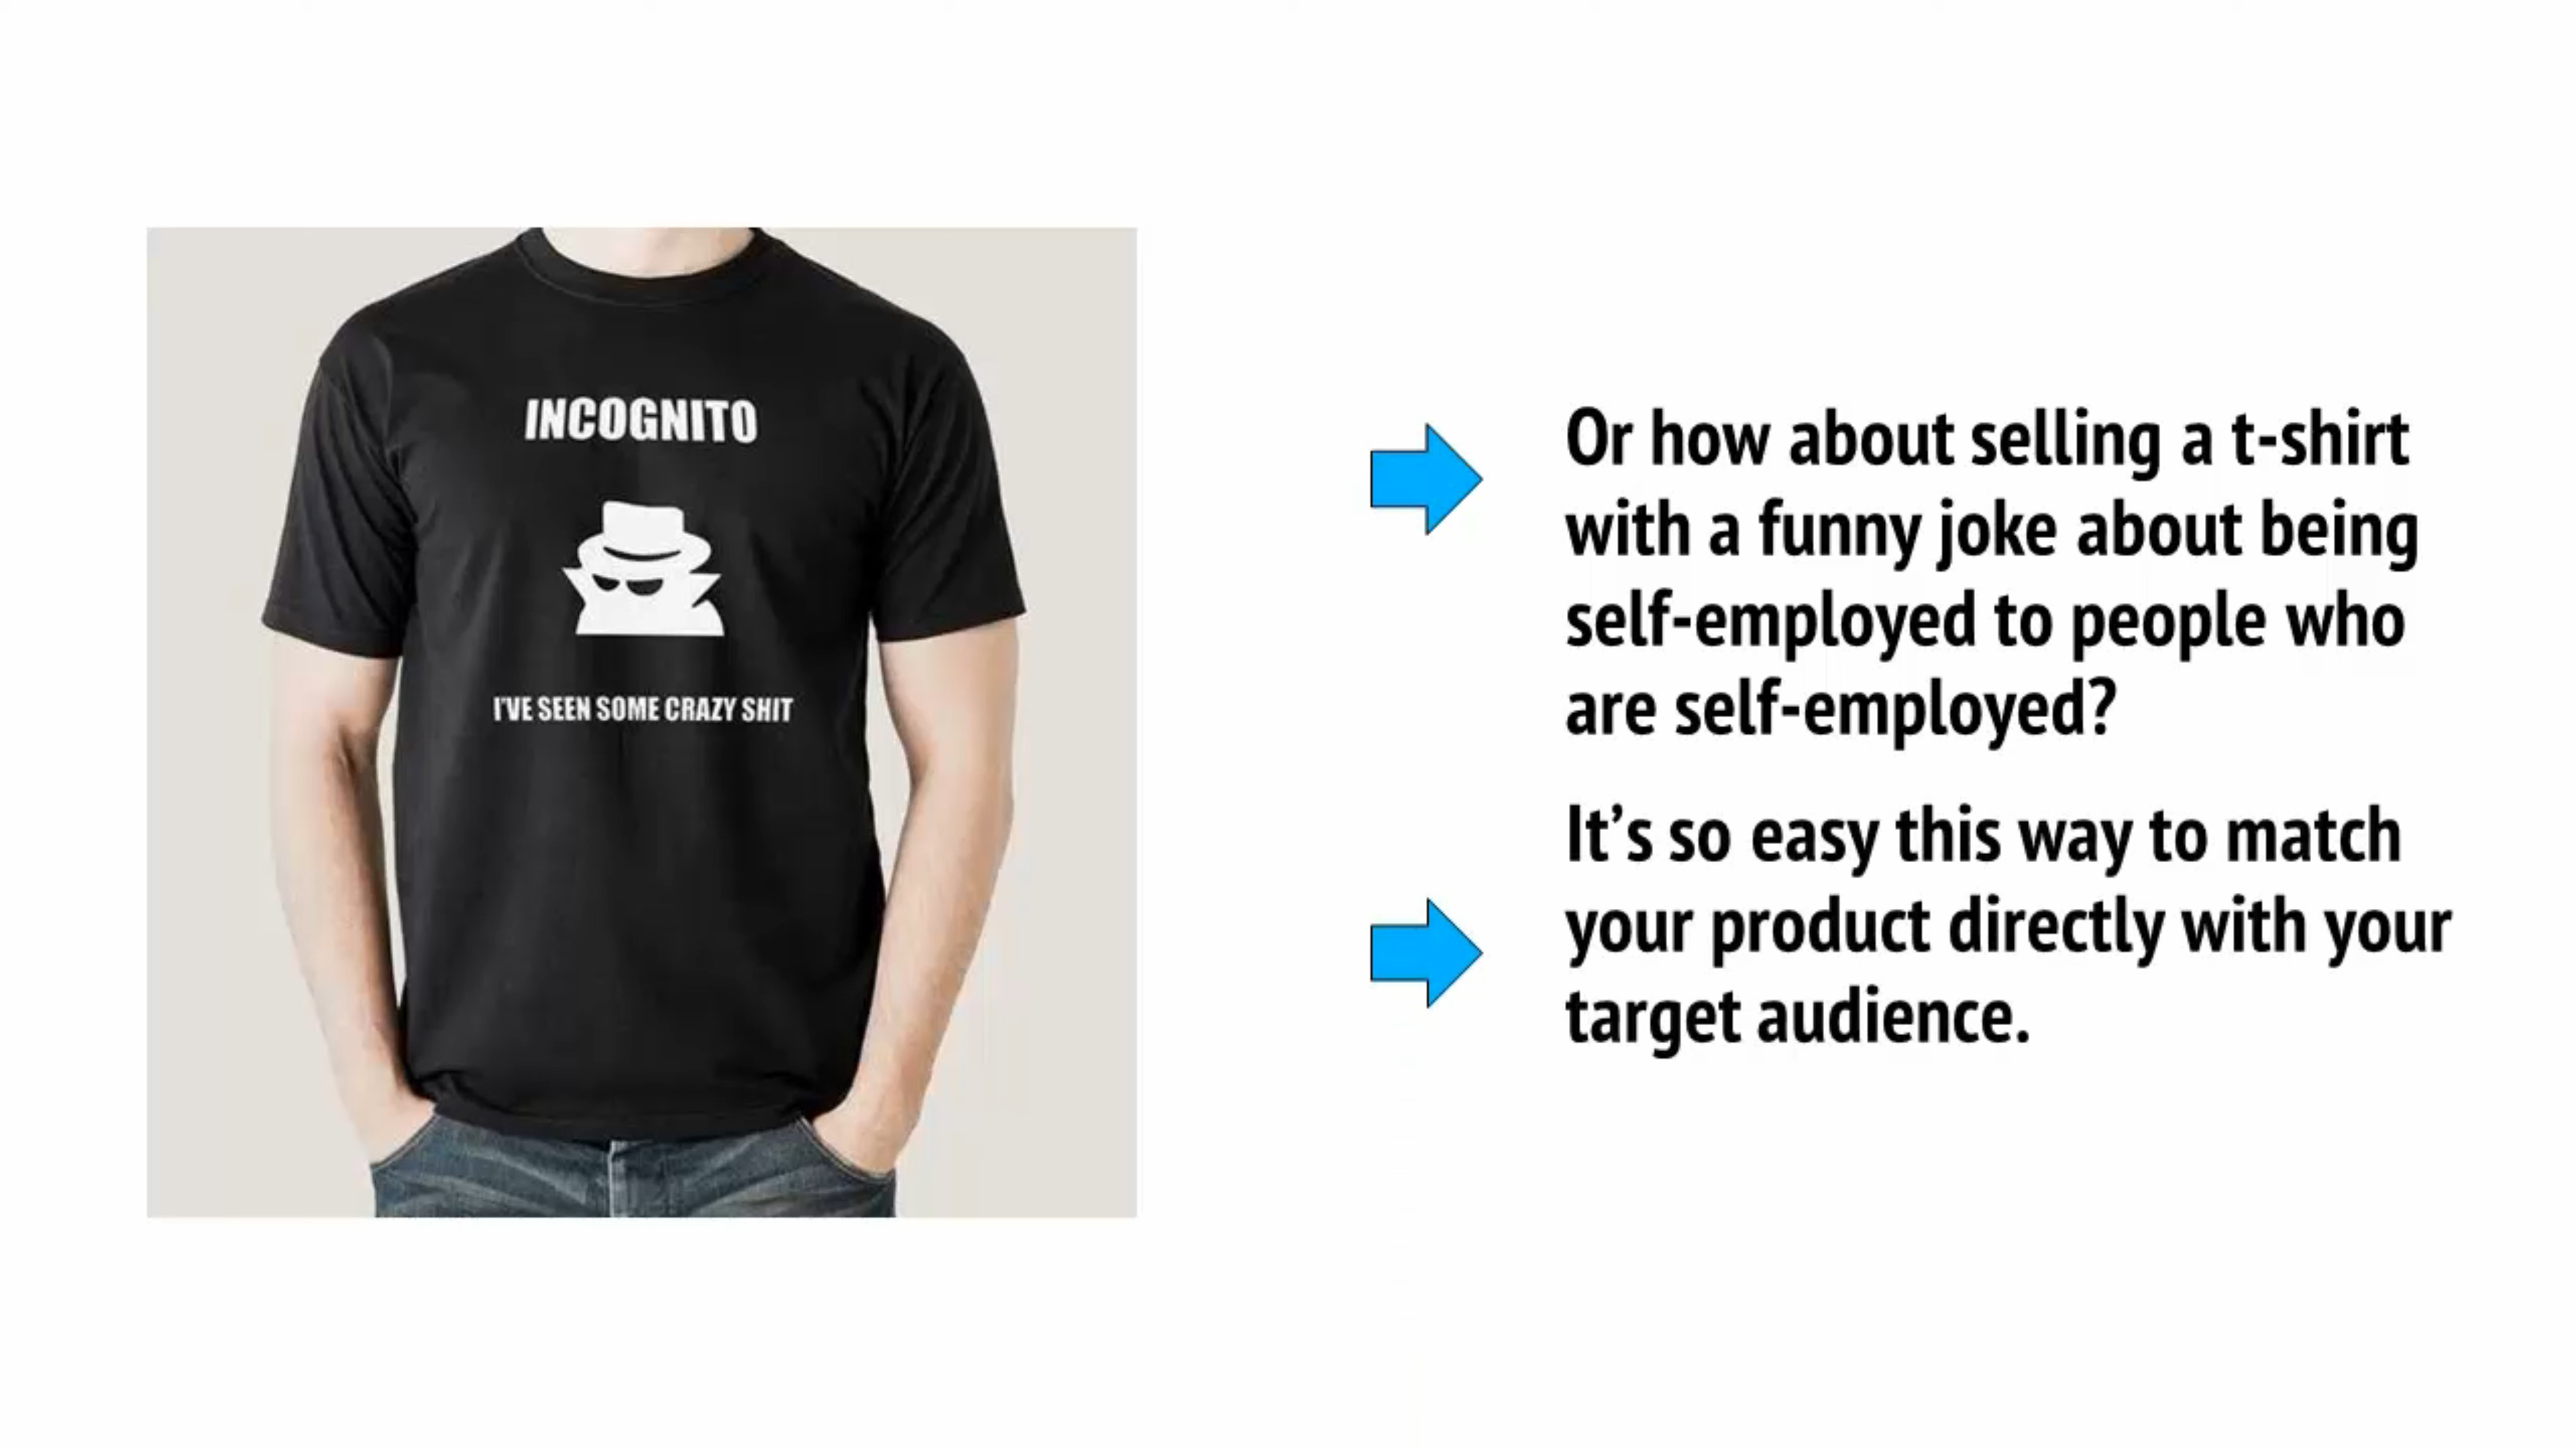 INCOGNITO
I'VE SEEN SOME CRAZY SHIT
Or how about selling a t-shirt
with a funny joke about being
self-employed to people who
are self-employed?
It’s so easy this way to match
your product directly with your
target audience.